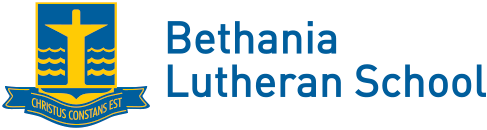 Bethania
Lutheran School
CHRISTUS CONSTANS EST